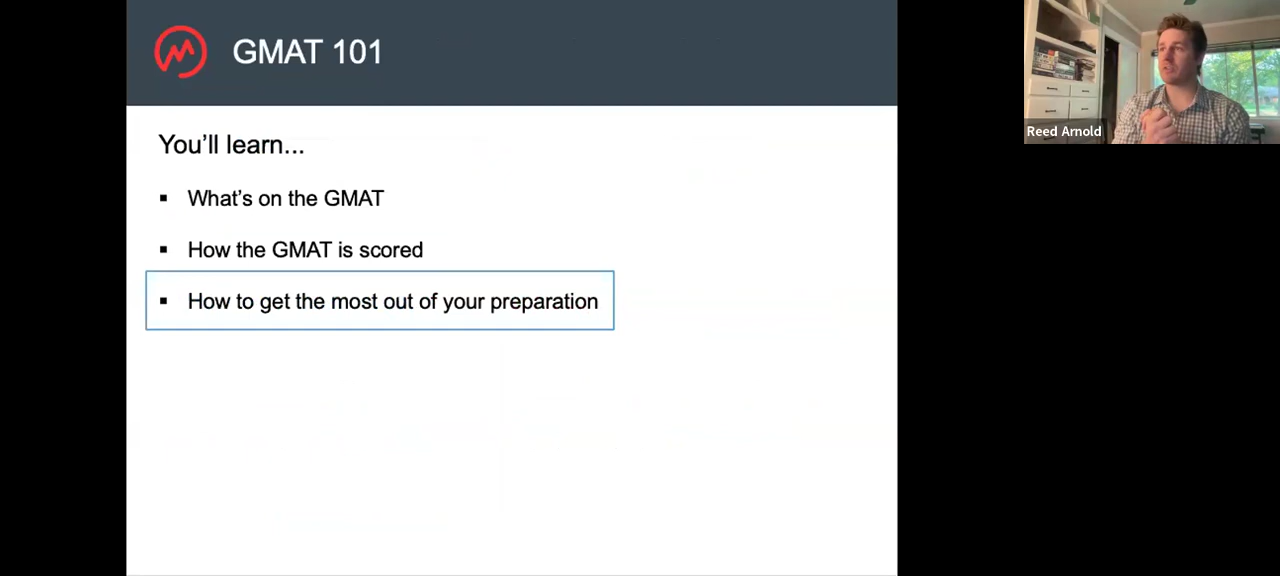 GMAT 101
You'll learn...
▪ What's on the GMAT
▪ How the GMAT is scored
▪ How to get the most out of your preparation
Reed Arnold